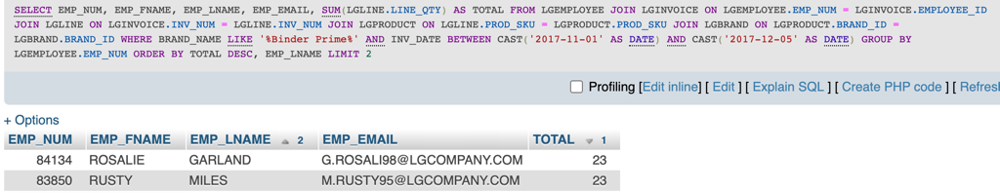 SELECT EMP_NUM, EMP_FNAME, EMP_LNAME, EMP_EMAIL, SUM(LGLINE.LINE_QTY) AS TOTAL FROM LGEMPLOYEE JOIN LGINVOICE ON LGEMPLOYEE.EMP_NUM = LGINVOICE.EMPLOYEE_ID
JOIN LGLINE ON LGINVOICE.INV_NUM = LGLINE.INV_NUM JOIN LGPRODUCT ON LGLINE.PROD_SKU = LGPRODUCT.PROD_SKU JOIN LGBRAND ON LGPRODUCT.BRAND_ID =
LGBRAND.BRAND_ID WHERE BRAND_NAME LIKE '%Binder Prime%' AND INV_DATE BETWEEN CAST('2017-11-01' AS DATE) AND CAST('2017-12-05' AS DATE) GROUP BY
LGEMPLOYEE.EMP_NUM ORDER BY TOTAL DESC, EMP_LNAME LIMIT 2
Profiling [Edit inline] [ Edit ] [ Explain SQL ] [ Create PHP code ] [ Refresh
+ Options
EMP_NUM EMP_FNAME EMP_LNAME 2 EMP_EMAIL TOTAL 1
84134 ROSALIE GARLAND G.ROSALI98@LGCOMPANY.COM 23
83850 RUSTY MILES M.RUSTY95@LGCOMPANY.COM 23